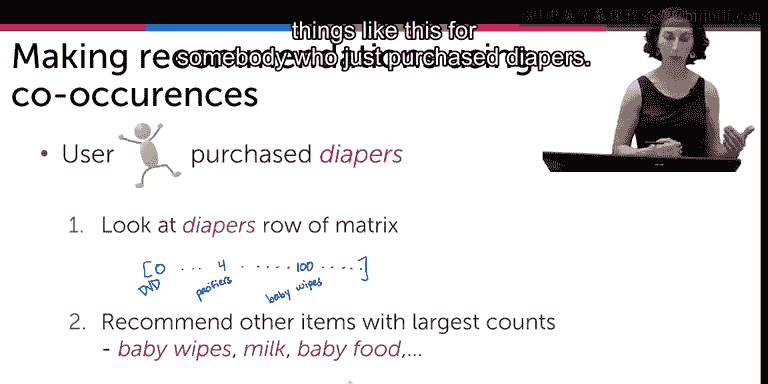 things like this for
somebody who just purchased diapers.
Making recommendations using
co-occurences
• User purchased diapers
1. Look at diapers row of matrix
[0 ... 4 ..... 100 .....]
DVD pacifiers baby wipes
2. Recommend other items with largest counts
- baby wipes, milk, baby food,...